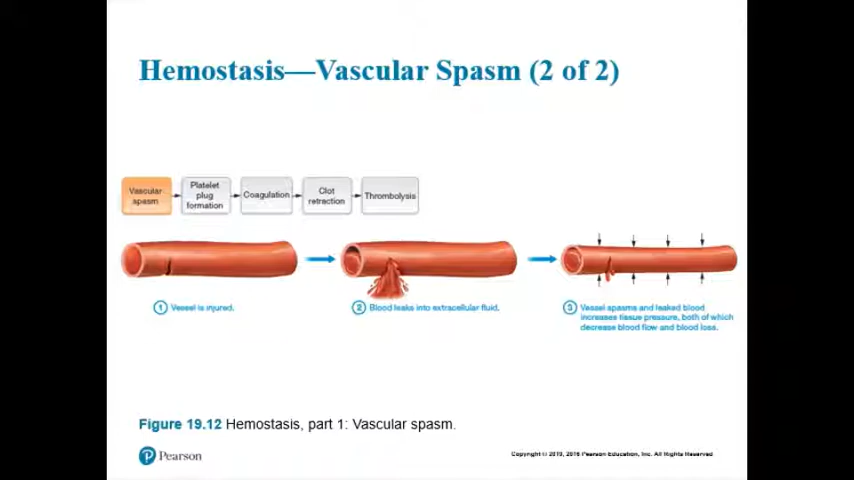 Hemostasis—Vascular Spasm (2 of 2)
Vascular
spasm
Platelet
plug
formation
Coagulation
Clot
retraction
Thrombolysis
1 Vessel is injured.
2 Blood leaks into extracellular fluid.
3 Vessel spasms and leaked blood
increases tissue pressure, both of which
decrease blood flow and blood loss.
Figure 19.12 Hemostasis, part 1: Vascular spasm.
P Pearson
Copyright © 2019, 2016 Pearson Education, Inc. All Rights Reserved